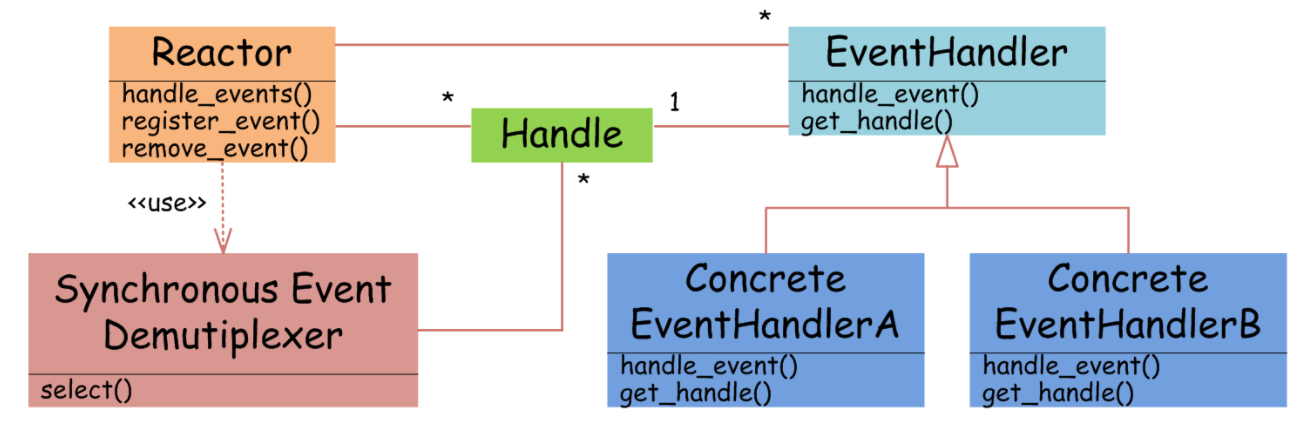 *
Reactor
EventHandler
handle_events()
register_event()
remove_event()
handle_event()
get_handle()
*
1
Handle
*
<<use>>
Synchronous Event
Demutiplexer
select()
Concrete
EventHandlerA
handle_event()
get_handle()
Concrete
EventHandlerB
handle_event()
get_handle()